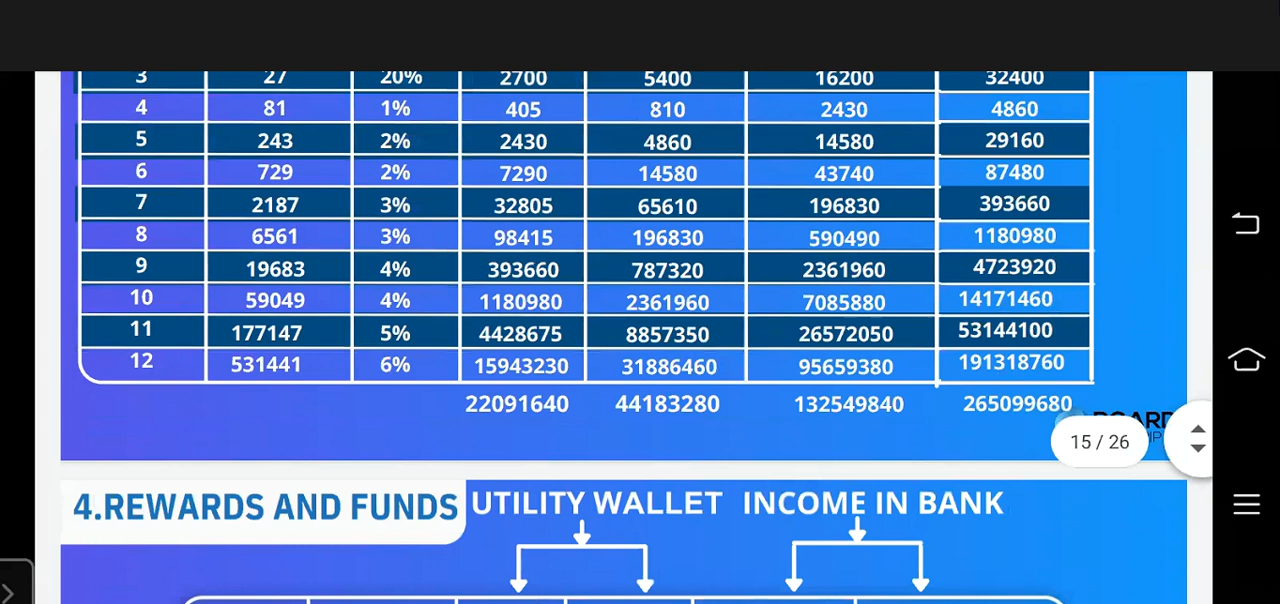 3 27 20% 2700 5400 16200 32400
4 81 1% 405 810 2430 4860
5 243 2% 2430 4860 14580 29160
6 729 2% 7290 14580 43740 87480
7 2187 3% 32805 65610 196830 393660
8 6561 3% 98415 196830 590490 1180980
9 19683 4% 393660 787320 2361960 4723920
10 59049 4% 1180980 2361960 7085880 14171460
11 177147 5% 4428675 8857350 26572050 53144100
12 531441 6% 15943230 31886460 95659380 191318760
22091640 44183280 132549840 265099680
15 / 26
4.REWARDS AND FUNDS UTILITY WALLET INCOME IN BANK